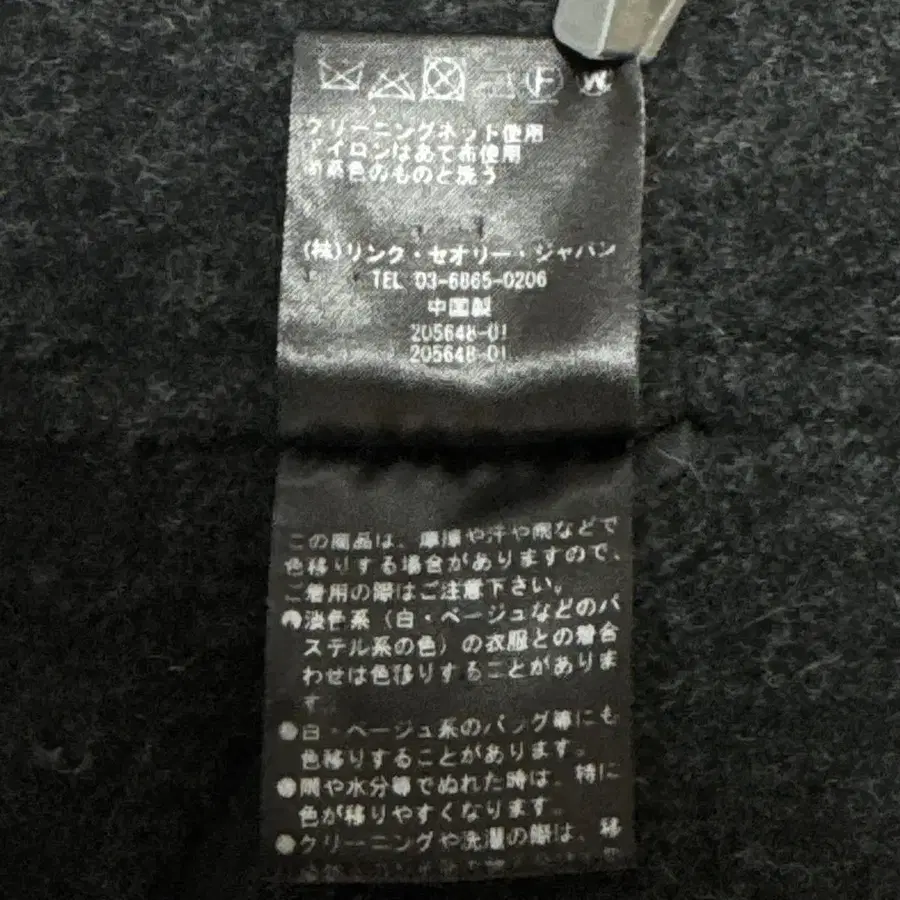 F W
クリーニングネット使用
アイロンはあて布使用
同系色のものと洗う
(株)リンク・セオリー・ジャパン
TEL 03-6865-0206
中国製
205648-01
205648-01
この商品は、摩擦や汗や雨などで
色移りする場合がありますので、
ご着用の際はご注意下さい。
●淡色系(白・ベージュなどのパ
ステル系の色)の衣服との着合
わせは色移りすることがありま
す。
●白・ベージュ系のバッグ等にも
色移りすることがあります。
●雨や水分等でぬれた時は、特に
色が移りやすくなります。
●クリーニングや洗濯の際は、移